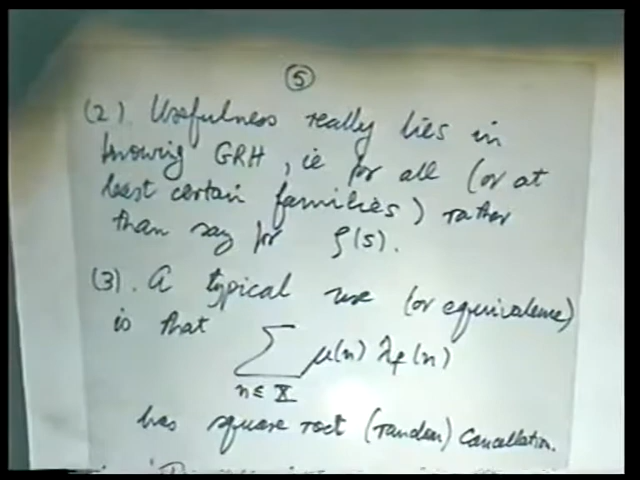 ⑤
(2). Usefulness really lies in
knowing GRH, ie for all (or at
least certain families) rather
than say for ζ(s).
(3). A typical use (or equivalence)
is that
∑ μ(n) λ_f(n)
n ≤ X
has square root (random) cancellation.